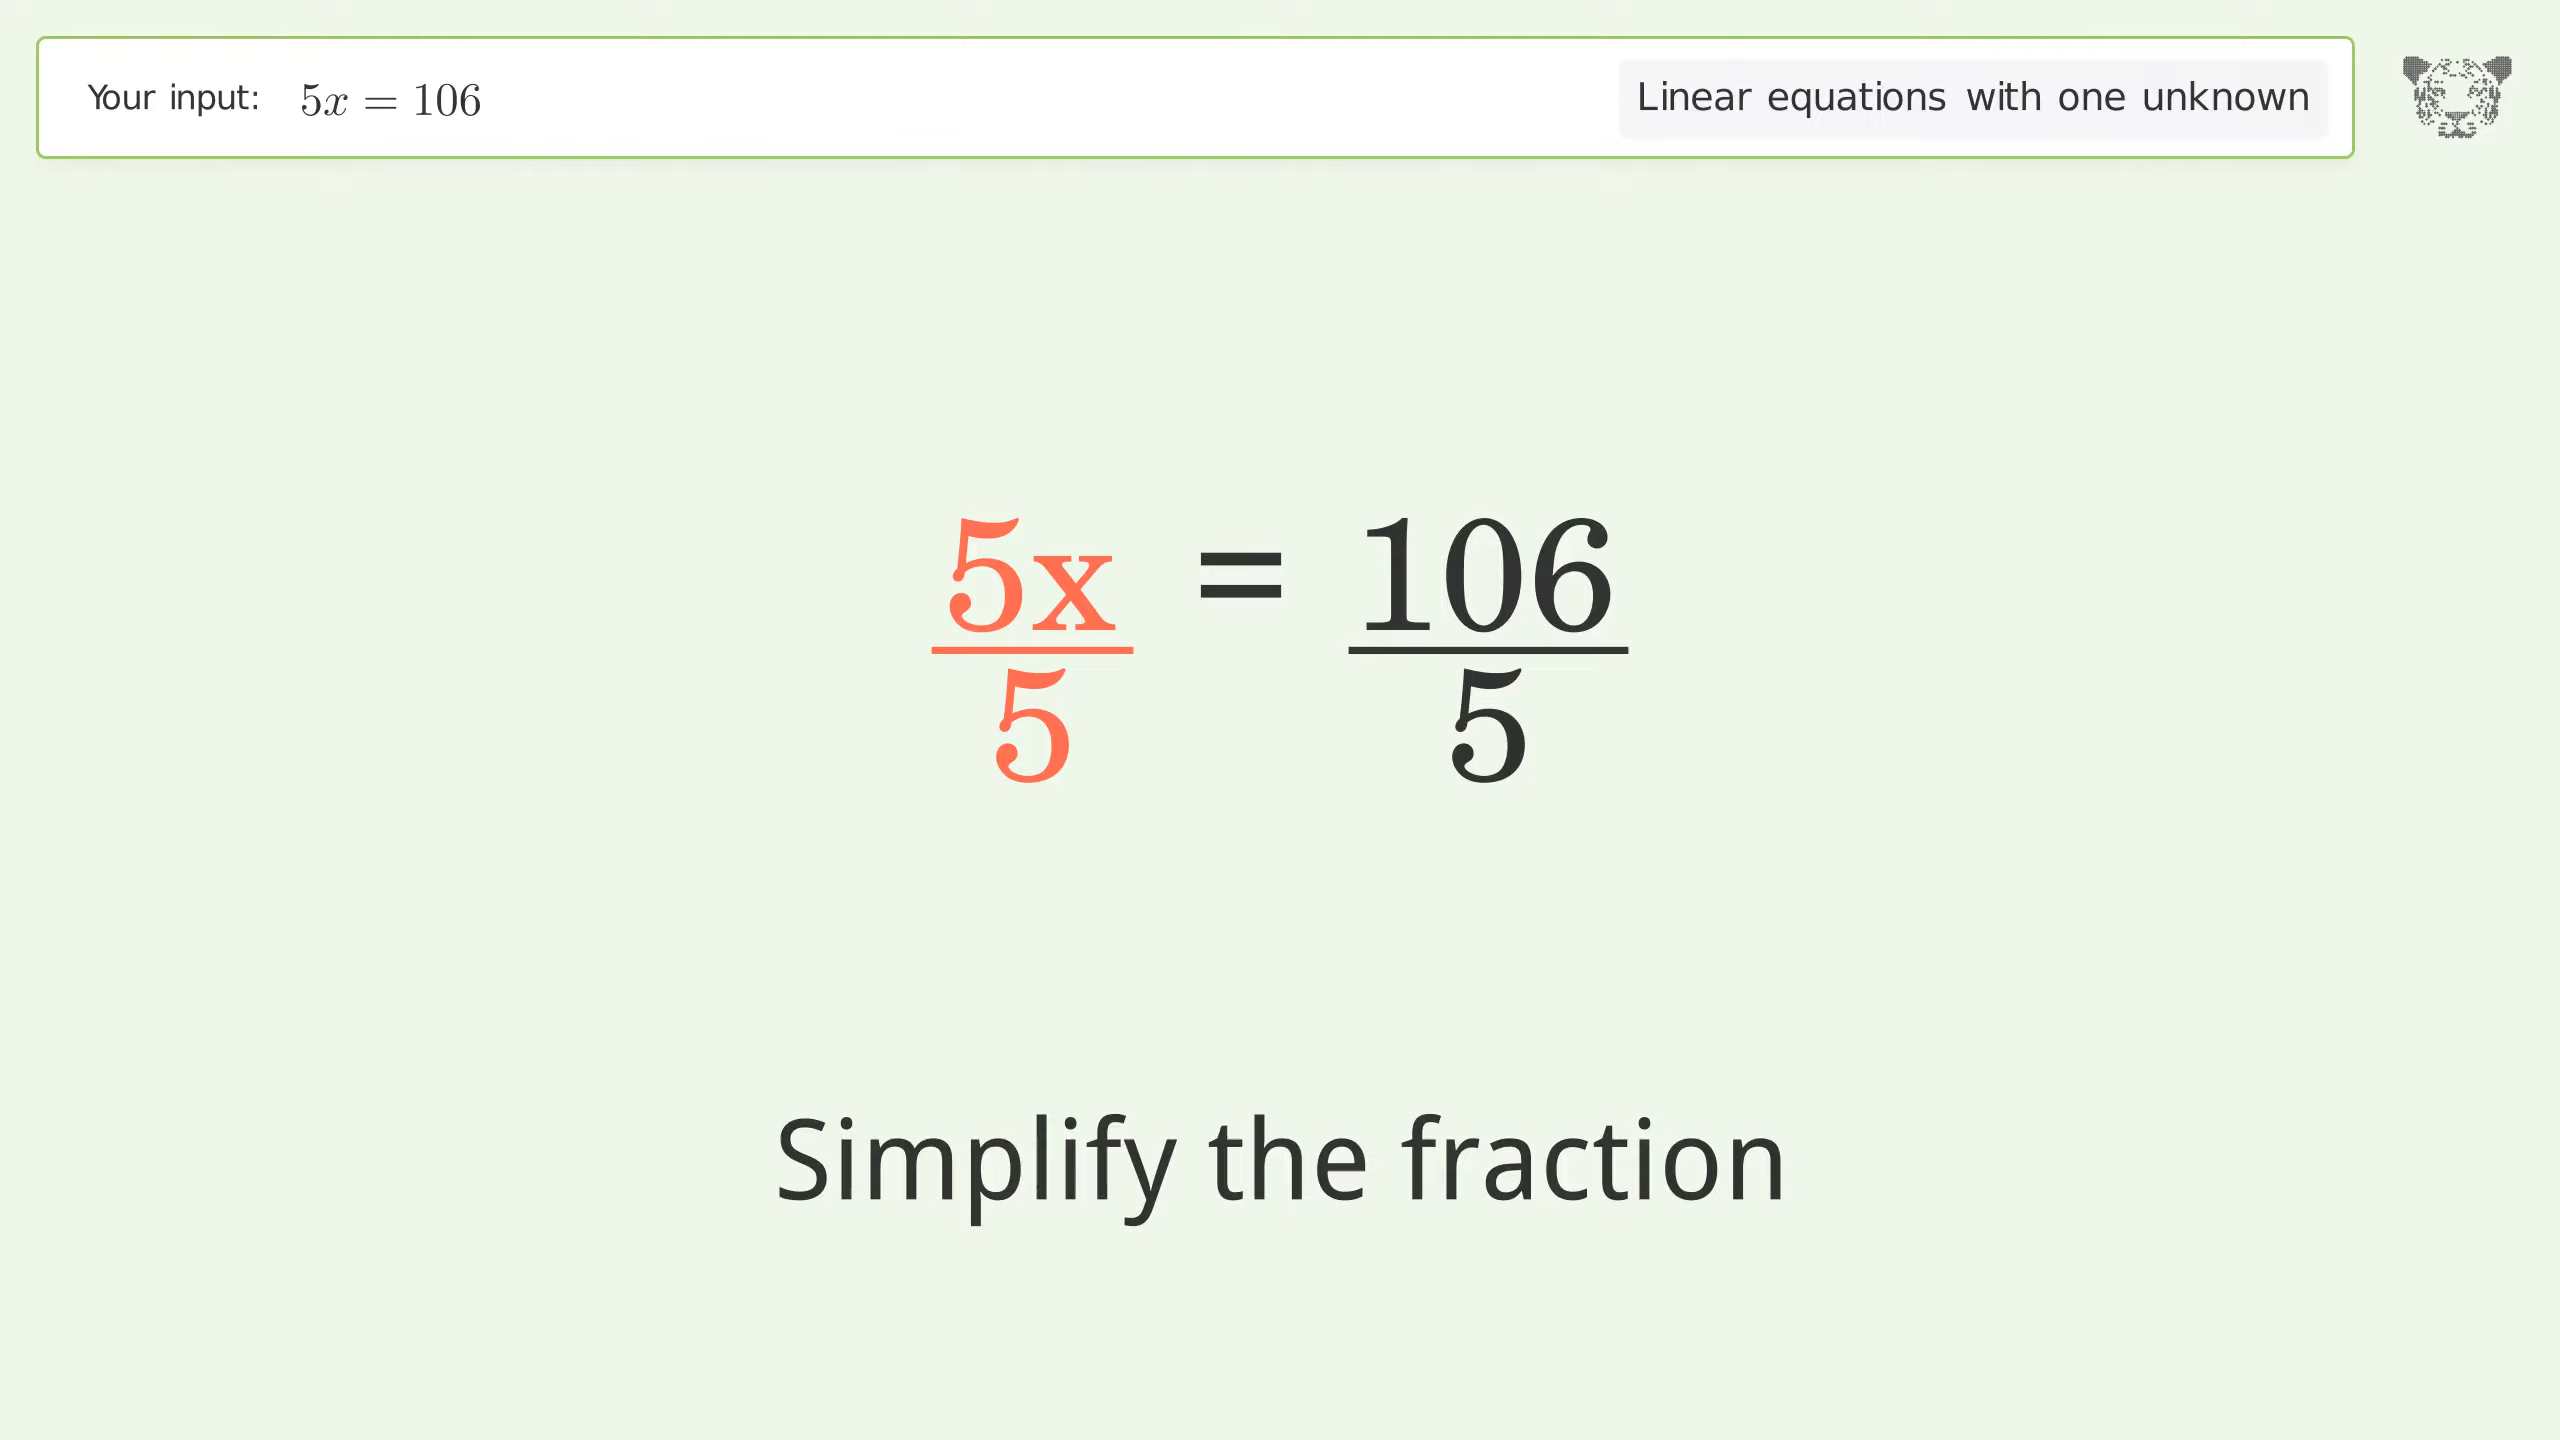 Your input: 5x = 106
Linear equations with one unknown
5x/5 = 106/5
Simplify the fraction